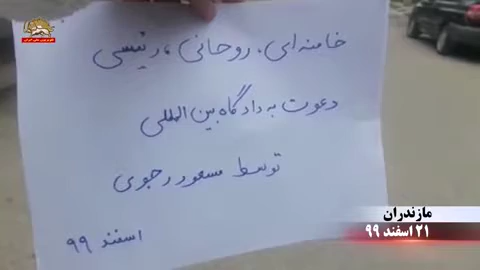 خامنه‌ای، روحانی، رئیسی
دعوت به دادگاه بین المللی
توسط مسعود رجوی
اسفند ۹۹
مازندران
۲۱ اسفند ۹۹